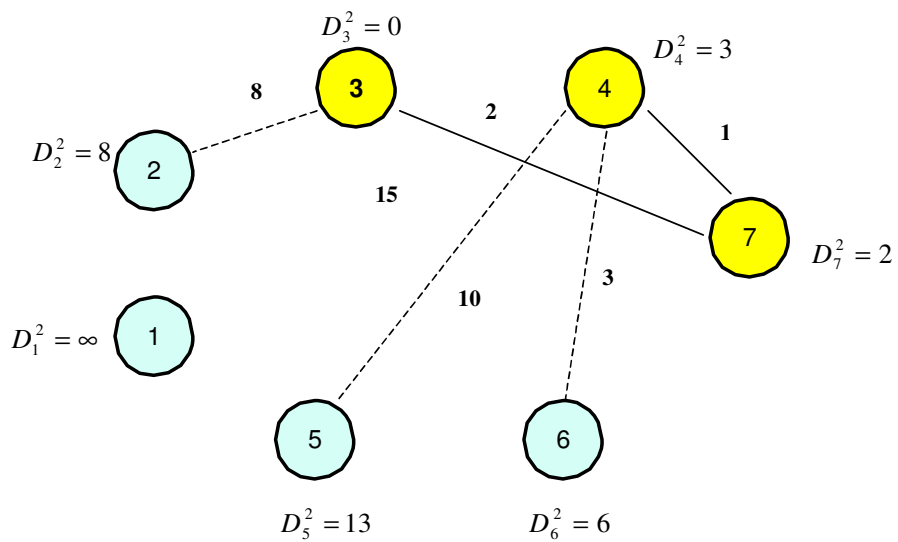 D_3^2 = 0
D_4^2 = 3
8
3
4
2
1
D_2^2 = 8
2
15
7
D_7^2 = 2
3
10
D_1^2 = ∞
1
5
6
D_5^2 = 13
D_6^2 = 6